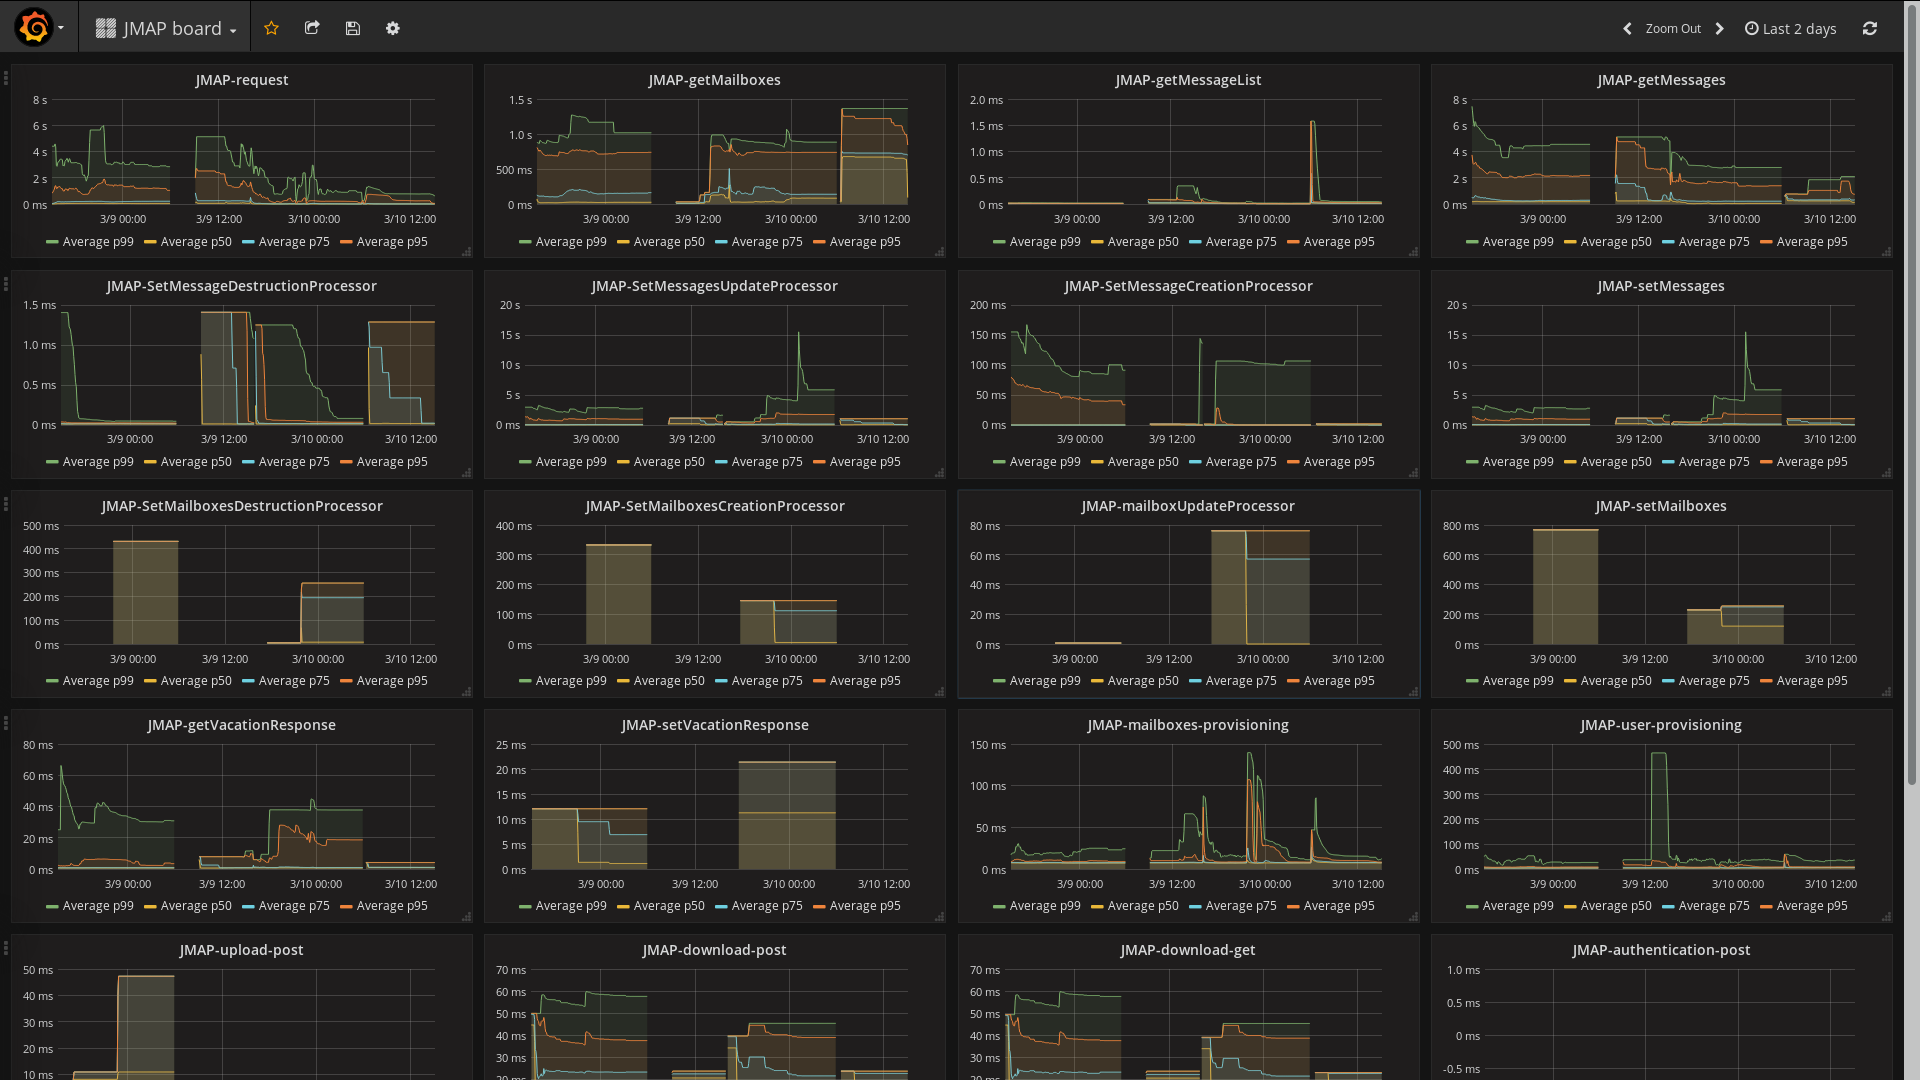 JMAP board
Zoom Out
Last 2 days
JMAP-request
8 s
6 s
4 s
2 s
0 ms
3/9 00:00 3/9 12:00 3/10 00:00 3/10 12:00
Average p99 Average p50 Average p75 Average p95
JMAP-getMailboxes
1.5 s
1.0 s
500 ms
0 ms
3/9 00:00 3/9 12:00 3/10 00:00 3/10 12:00
Average p99 Average p50 Average p75 Average p95
JMAP-getMessageList
2.0 ms
1.5 ms
1.0 ms
0.5 ms
0 ms
3/9 00:00 3/9 12:00 3/10 00:00 3/10 12:00
Average p99 Average p50 Average p75 Average p95
JMAP-getMessages
8 s
6 s
4 s
2 s
0 ms
3/9 00:00 3/9 12:00 3/10 00:00 3/10 12:00
Average p99 Average p50 Average p75 Average p95
JMAP-SetMessageDestructionProcessor
1.5 ms
1.0 ms
0.5 ms
0 ms
3/9 00:00 3/9 12:00 3/10 00:00 3/10 12:00
Average p99 Average p50 Average p75 Average p95
JMAP-SetMessagesUpdateProcessor
20 s
15 s
10 s
5 s
0 ms
3/9 00:00 3/9 12:00 3/10 00:00 3/10 12:00
Average p99 Average p50 Average p75 Average p95
JMAP-SetMessageCreationProcessor
200 ms
150 ms
100 ms
50 ms
0 ms
3/9 00:00 3/9 12:00 3/10 00:00 3/10 12:00
Average p99 Average p50 Average p75 Average p95
JMAP-setMessages
20 s
15 s
10 s
5 s
0 ms
3/9 00:00 3/9 12:00 3/10 00:00 3/10 12:00
Average p99 Average p50 Average p75 Average p95
JMAP-SetMailboxesDestructionProcessor
500 ms
400 ms
300 ms
200 ms
100 ms
0 ms
3/9 00:00 3/9 12:00 3/10 00:00 3/10 12:00
Average p99 Average p50 Average p75 Average p95
JMAP-SetMailboxesCreationProcessor
400 ms
300 ms
200 ms
100 ms
0 ms
3/9 00:00 3/9 12:00 3/10 00:00 3/10 12:00
Average p99 Average p50 Average p75 Average p95
JMAP-mailboxUpdateProcessor
80 ms
60 ms
40 ms
20 ms
0 ms
3/9 00:00 3/9 12:00 3/10 00:00 3/10 12:00
Average p99 Average p50 Average p75 Average p95
JMAP-setMailboxes
800 ms
600 ms
400 ms
200 ms
0 ms
3/9 00:00 3/9 12:00 3/10 00:00 3/10 12:00
Average p99 Average p50 Average p75 Average p95
JMAP-getVacationResponse
80 ms
60 ms
40 ms
20 ms
0 ms
3/9 00:00 3/9 12:00 3/10 00:00 3/10 12:00
Average p99 Average p50 Average p75 Average p95
JMAP-setVacationResponse
25 ms
20 ms
15 ms
10 ms
5 ms
0 ms
3/9 00:00 3/9 12:00 3/10 00:00 3/10 12:00
Average p99 Average p50 Average p75 Average p95
JMAP-mailboxes-provisioning
150 ms
100 ms
50 ms
0 ms
3/9 00:00 3/9 12:00 3/10 00:00 3/10 12:00
Average p99 Average p50 Average p75 Average p95
JMAP-user-provisioning
500 ms
400 ms
300 ms
200 ms
100 ms
0 ms
3/9 00:00 3/9 12:00 3/10 00:00 3/10 12:00
Average p99 Average p50 Average p75 Average p95
JMAP-upload-post
50 ms
40 ms
30 ms
20 ms
10 ms
JMAP-download-post
70 ms
60 ms
50 ms
40 ms
30 ms
20 ms
JMAP-download-get
70 ms
60 ms
50 ms
40 ms
30 ms
20 ms
JMAP-authentication-post
1.0 ms
0.5 ms
0 ms
-0.5 ms